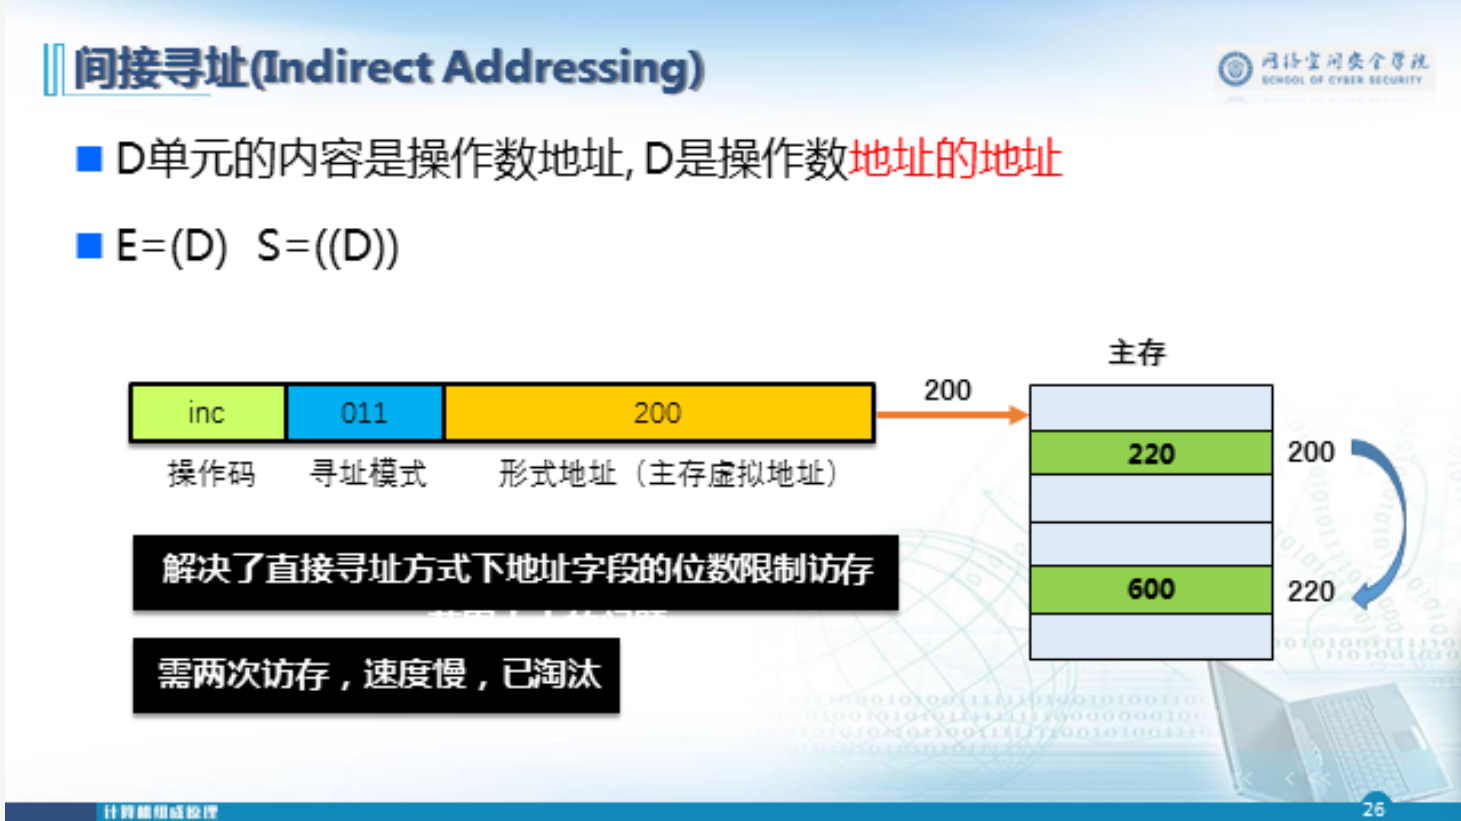 间接寻址(Indirect Addressing)
网络空间安全学院
SCHOOL OF CYBER SECURITY
D单元的内容是操作数地址, D是操作数地址的地址
E=(D) S=((D))
主存
inc 011 200
200
操作码 寻址模式 形式地址（主存虚拟地址）
220 200
600 220
解决了直接寻址方式下地址字段的位数限制访存
需两次访存，速度慢，已淘汰
计算机组成原理
26